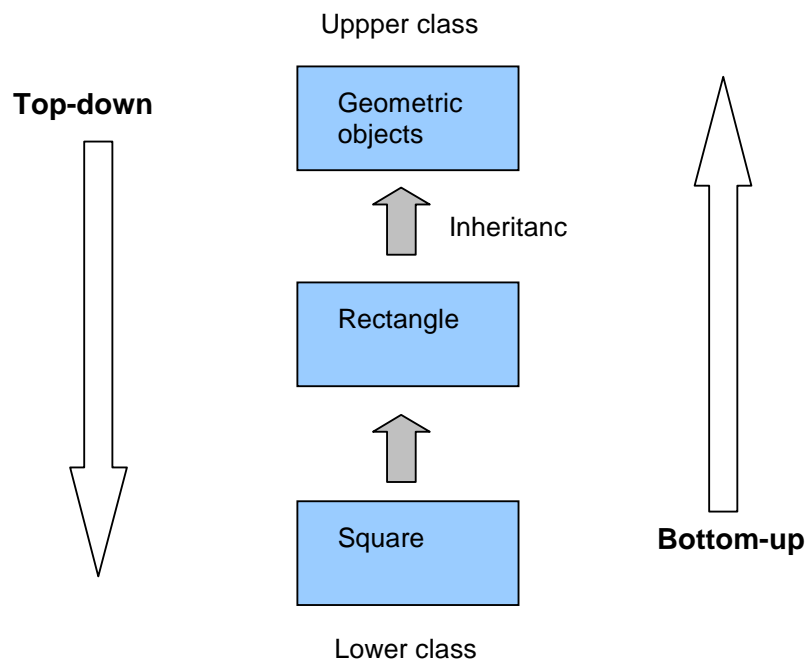 Uppper class
Top-down
Geometric
objects
Inheritanc
Rectangle
Square
Bottom-up
Lower class